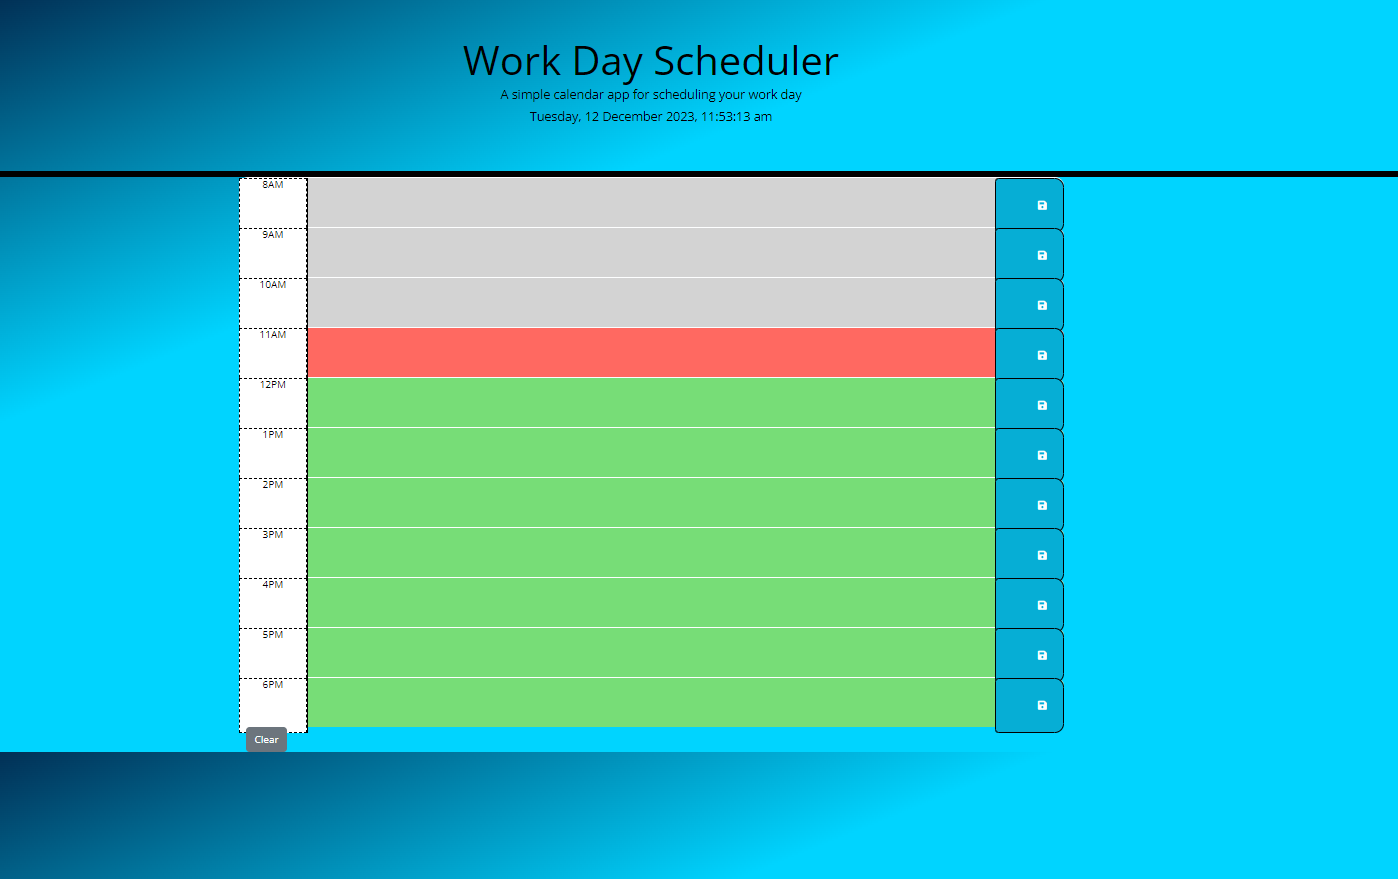 Work Day Scheduler
A simple calendar app for scheduling your work day
Tuesday, 12 December 2023, 11:53:13 am
8AM
9AM
10AM
11AM
12PM
1PM
2PM
3PM
4PM
5PM
6PM
Clear